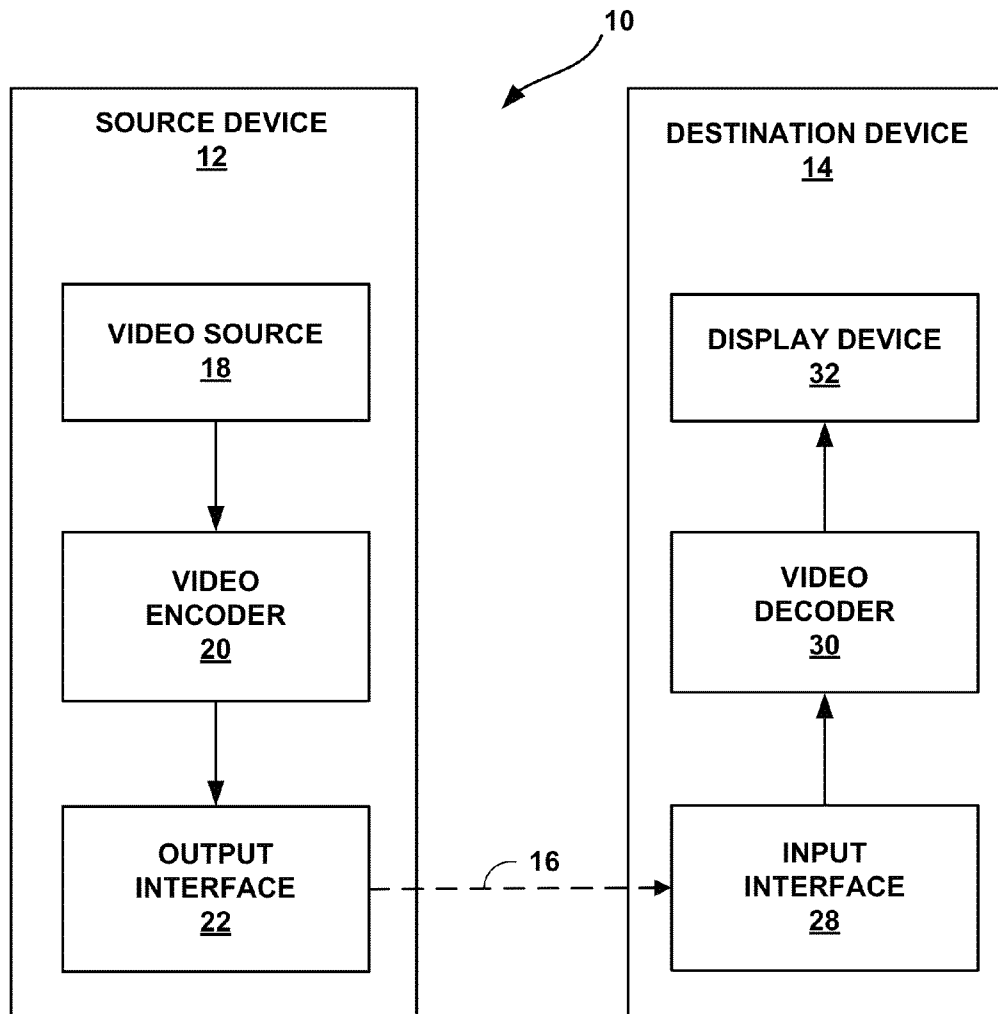 10
SOURCE DEVICE
12
VIDEO SOURCE
18
VIDEO
ENCODER
20
OUTPUT
INTERFACE
22
16
DESTINATION DEVICE
14
DISPLAY DEVICE
32
VIDEO
DECODER
30
INPUT
INTERFACE
28